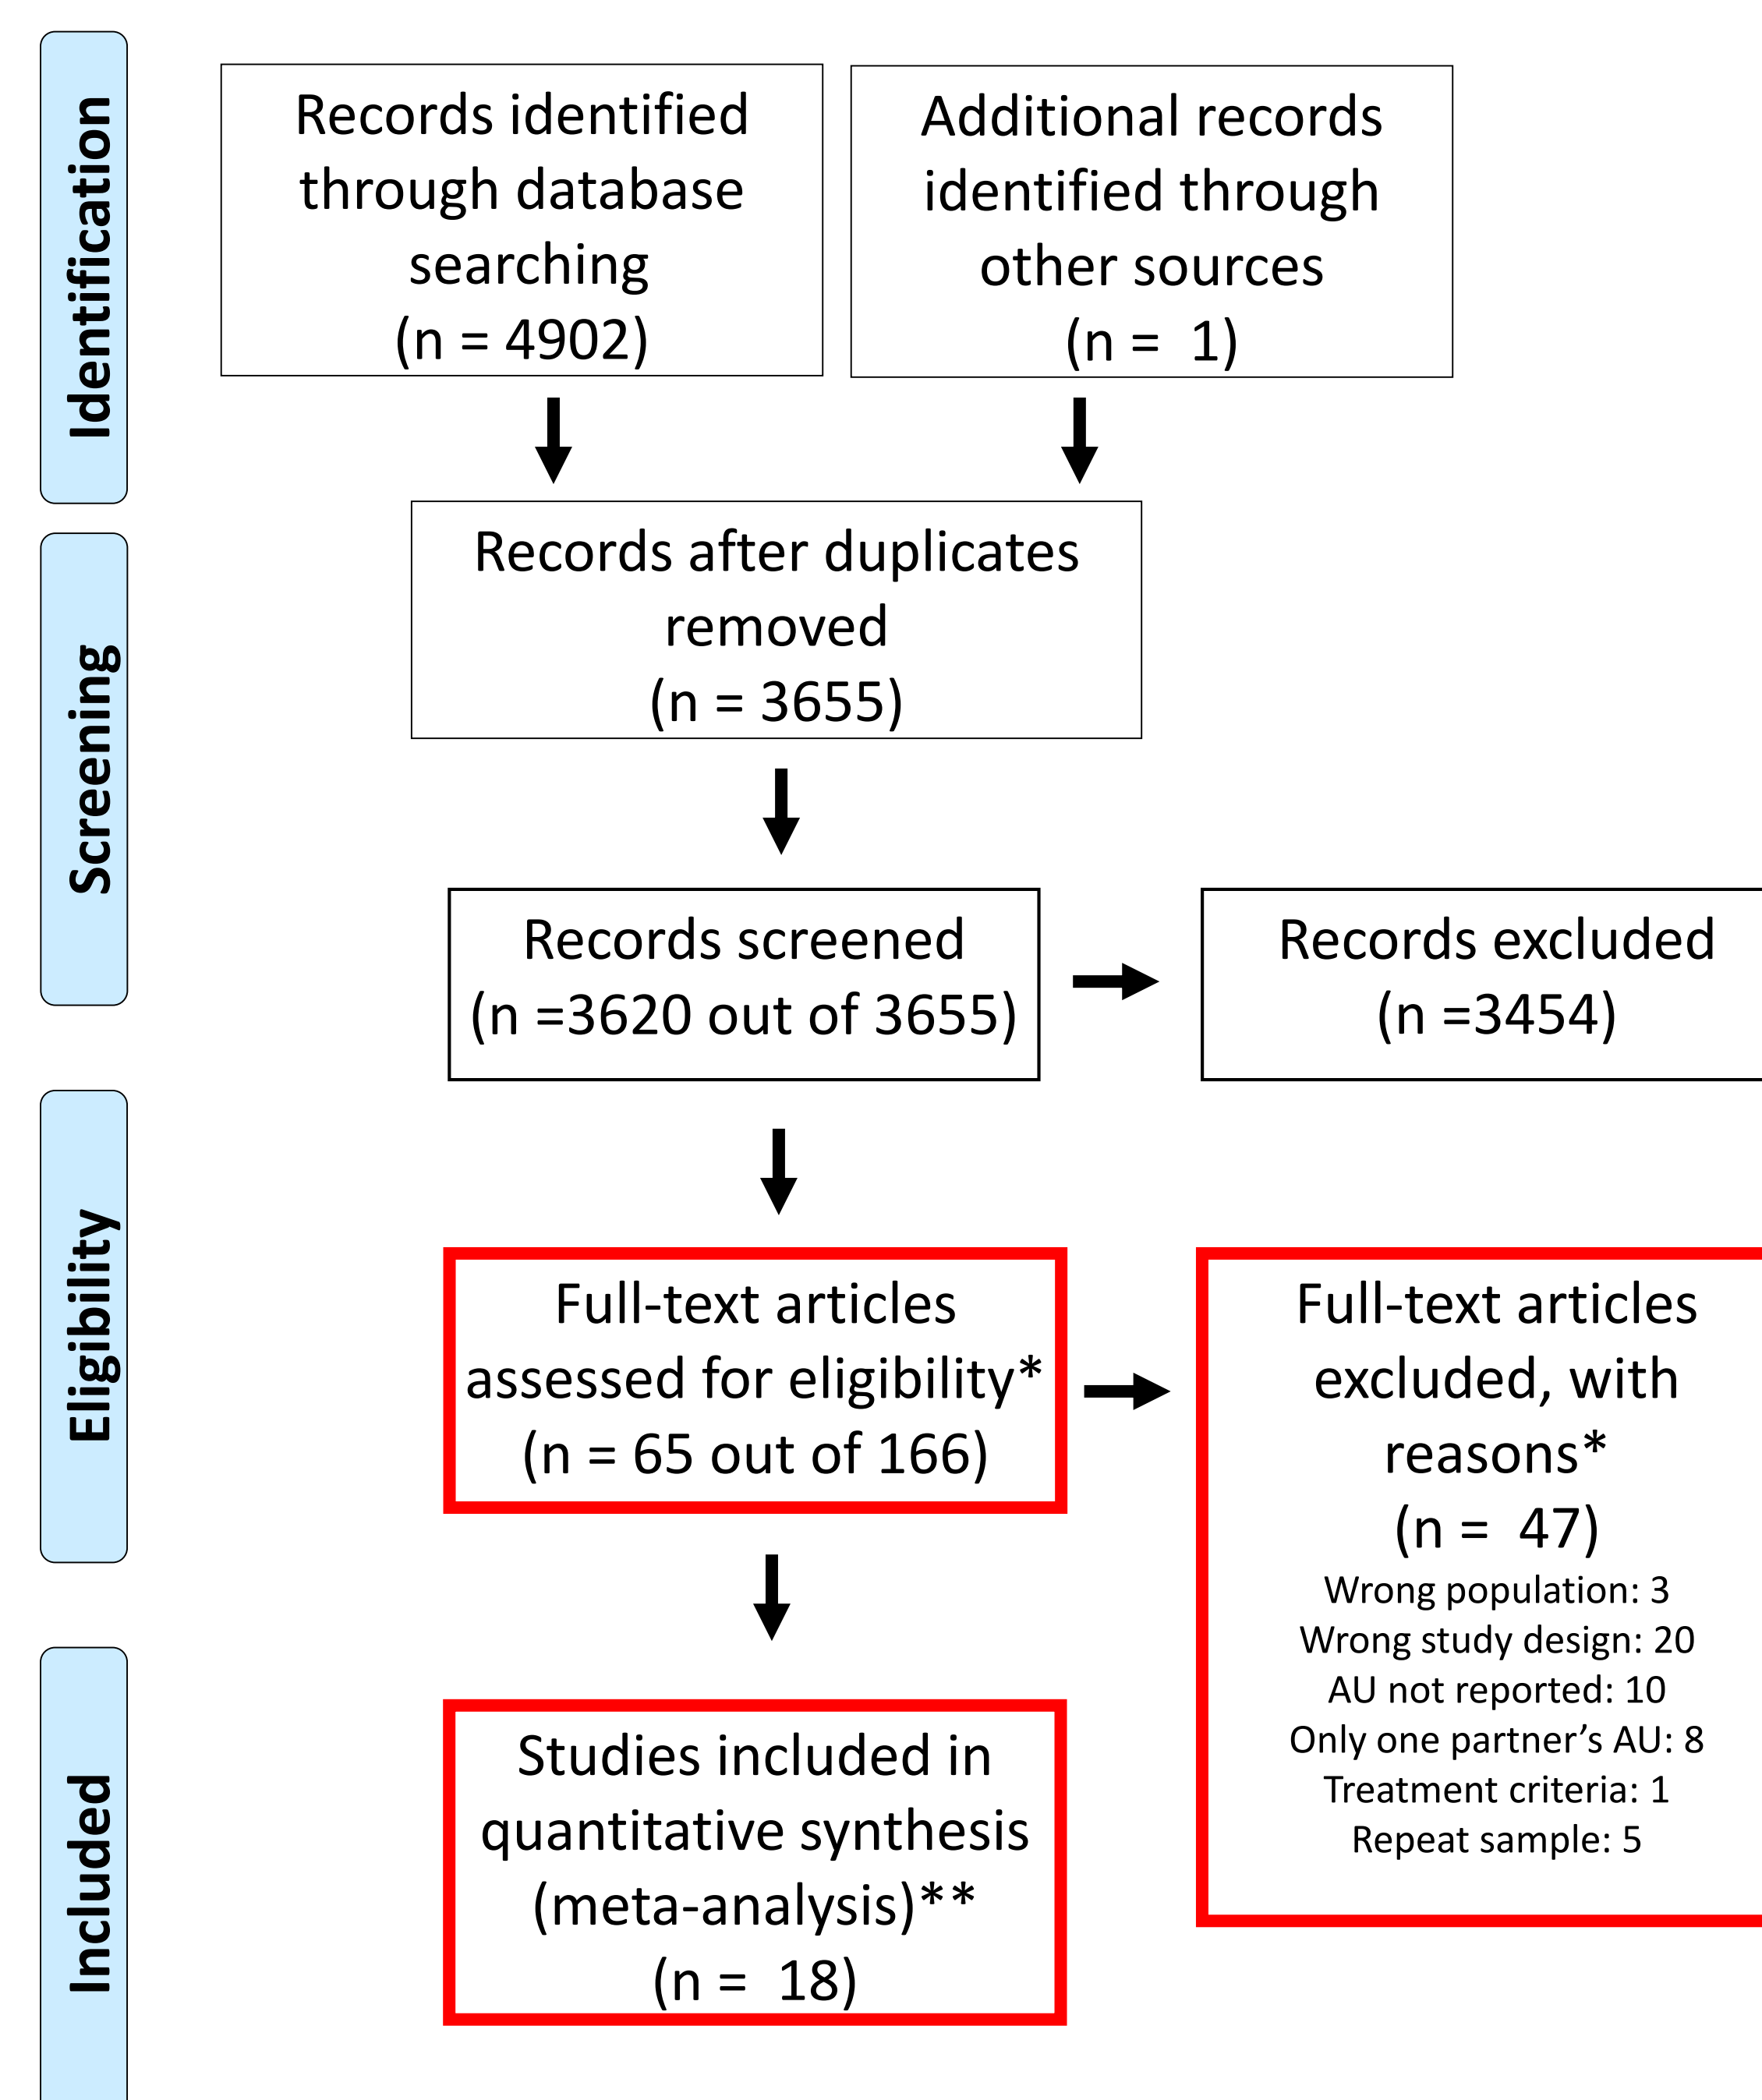 Identification
Records identified
through database
searching
(n = 4902)
Additional records
identified through
other sources
(n =  1)
Screening
Records after duplicates
removed
(n = 3655)
Records screened
(n =3620 out of 3655)
Records excluded
(n =3454)
Eligibility
Full-text articles
assessed for eligibility*
(n = 65 out of 166)
Full-text articles
excluded, with
reasons*
(n =  47)
Wrong population: 3
Wrong study design: 20
AU not reported: 10
Only one partner’s AU: 8
Treatment criteria: 1
Repeat sample: 5
Included
Studies included in
quantitative synthesis
(meta-analysis)**
(n =  18)